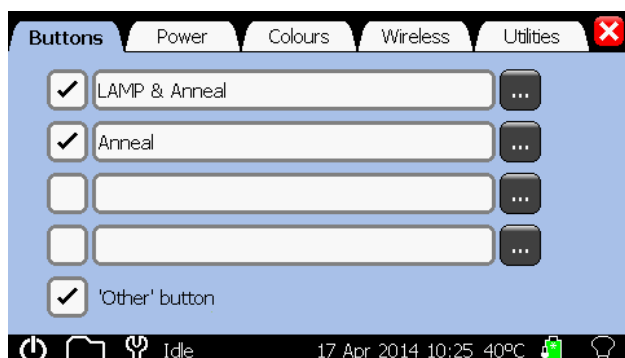 Buttons Power Colours Wireless Utilities
LAMP & Anneal ...
Anneal ...
...
...
'Other' button
Idle 17 Apr 2014 10:25 40ºC